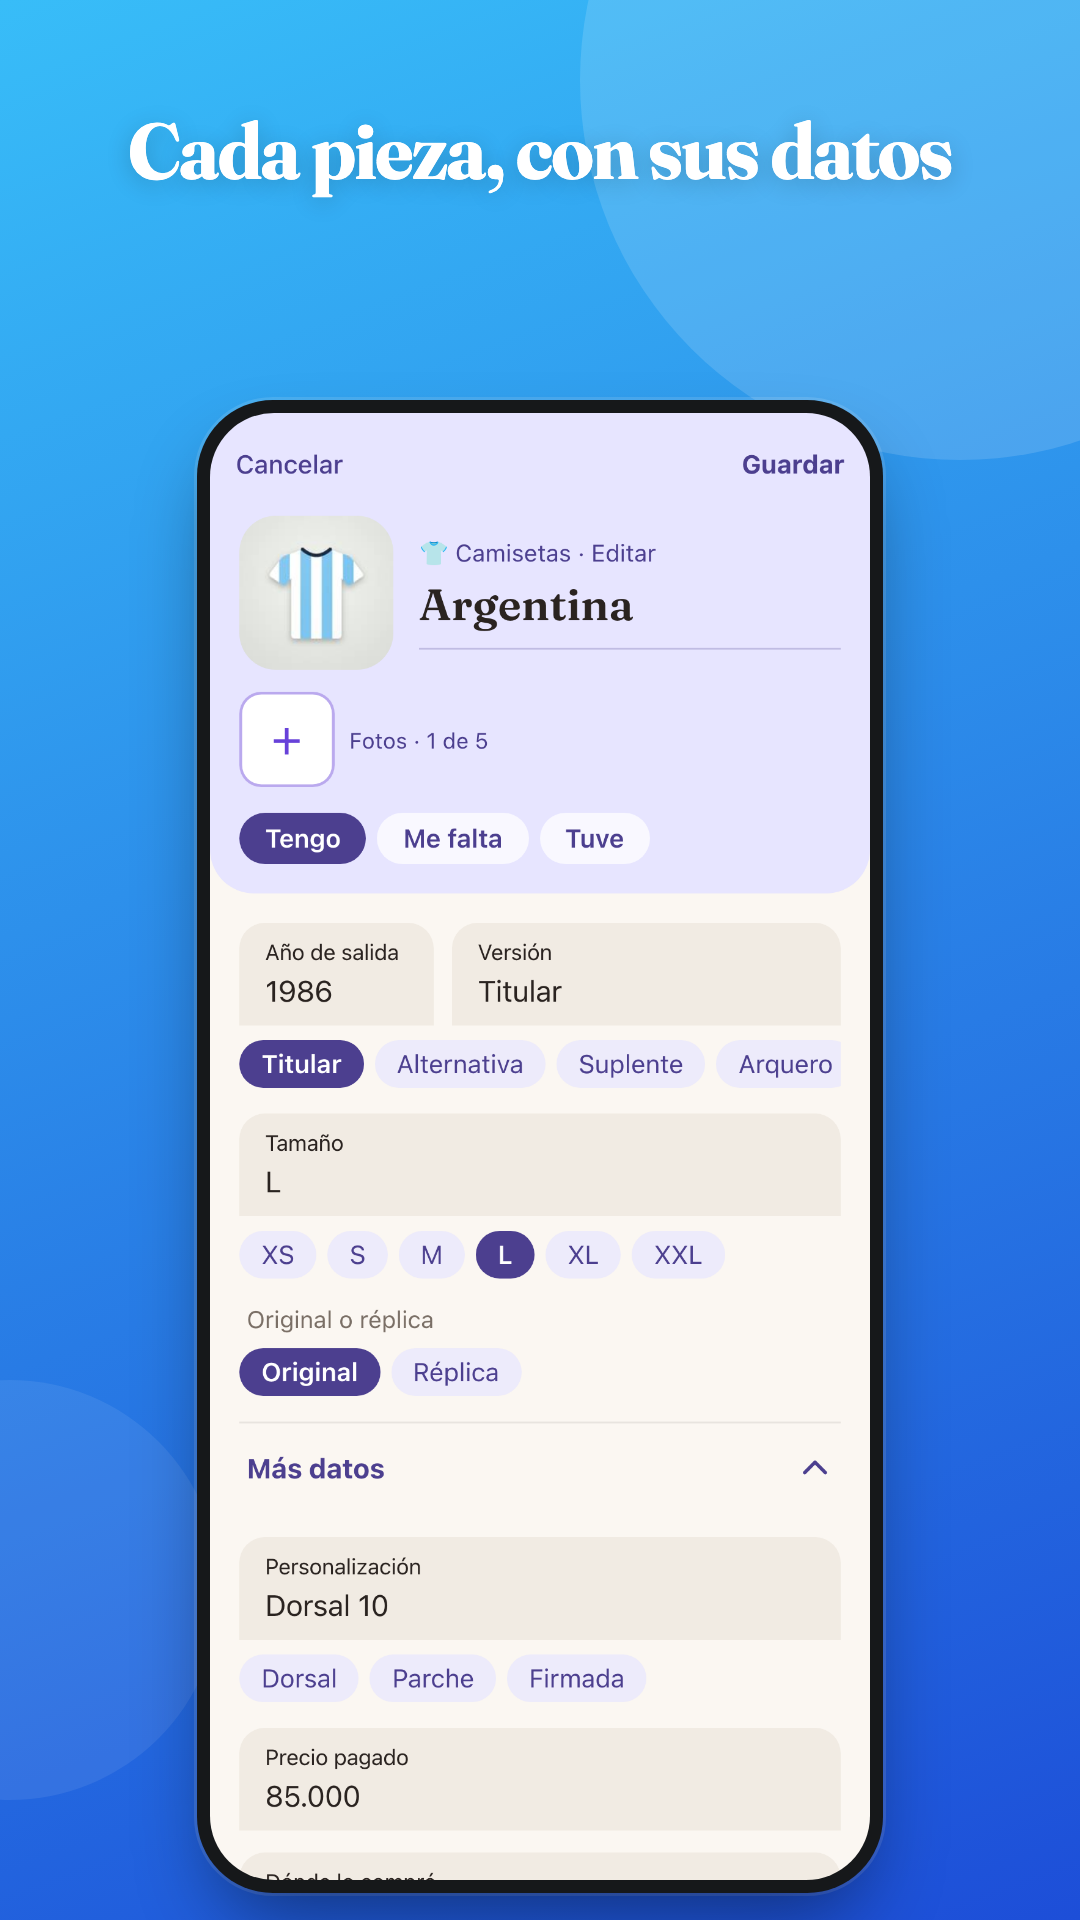 Cada pieza, con sus datos
Cancelar
Guardar
Camisetas · Editar
Argentina
+
Fotos · 1 de 5
Tengo
Me falta
Tuve
Año de salida
1986
Versión
Titular
Titular
Alternativa
Suplente
Arquero
Tamaño
L
XS
S
M
L
XL
XXL
Original o réplica
Original
Réplica
Más datos
Personalización
Dorsal 10
Dorsal
Parche
Firmada
Precio pagado
85.000